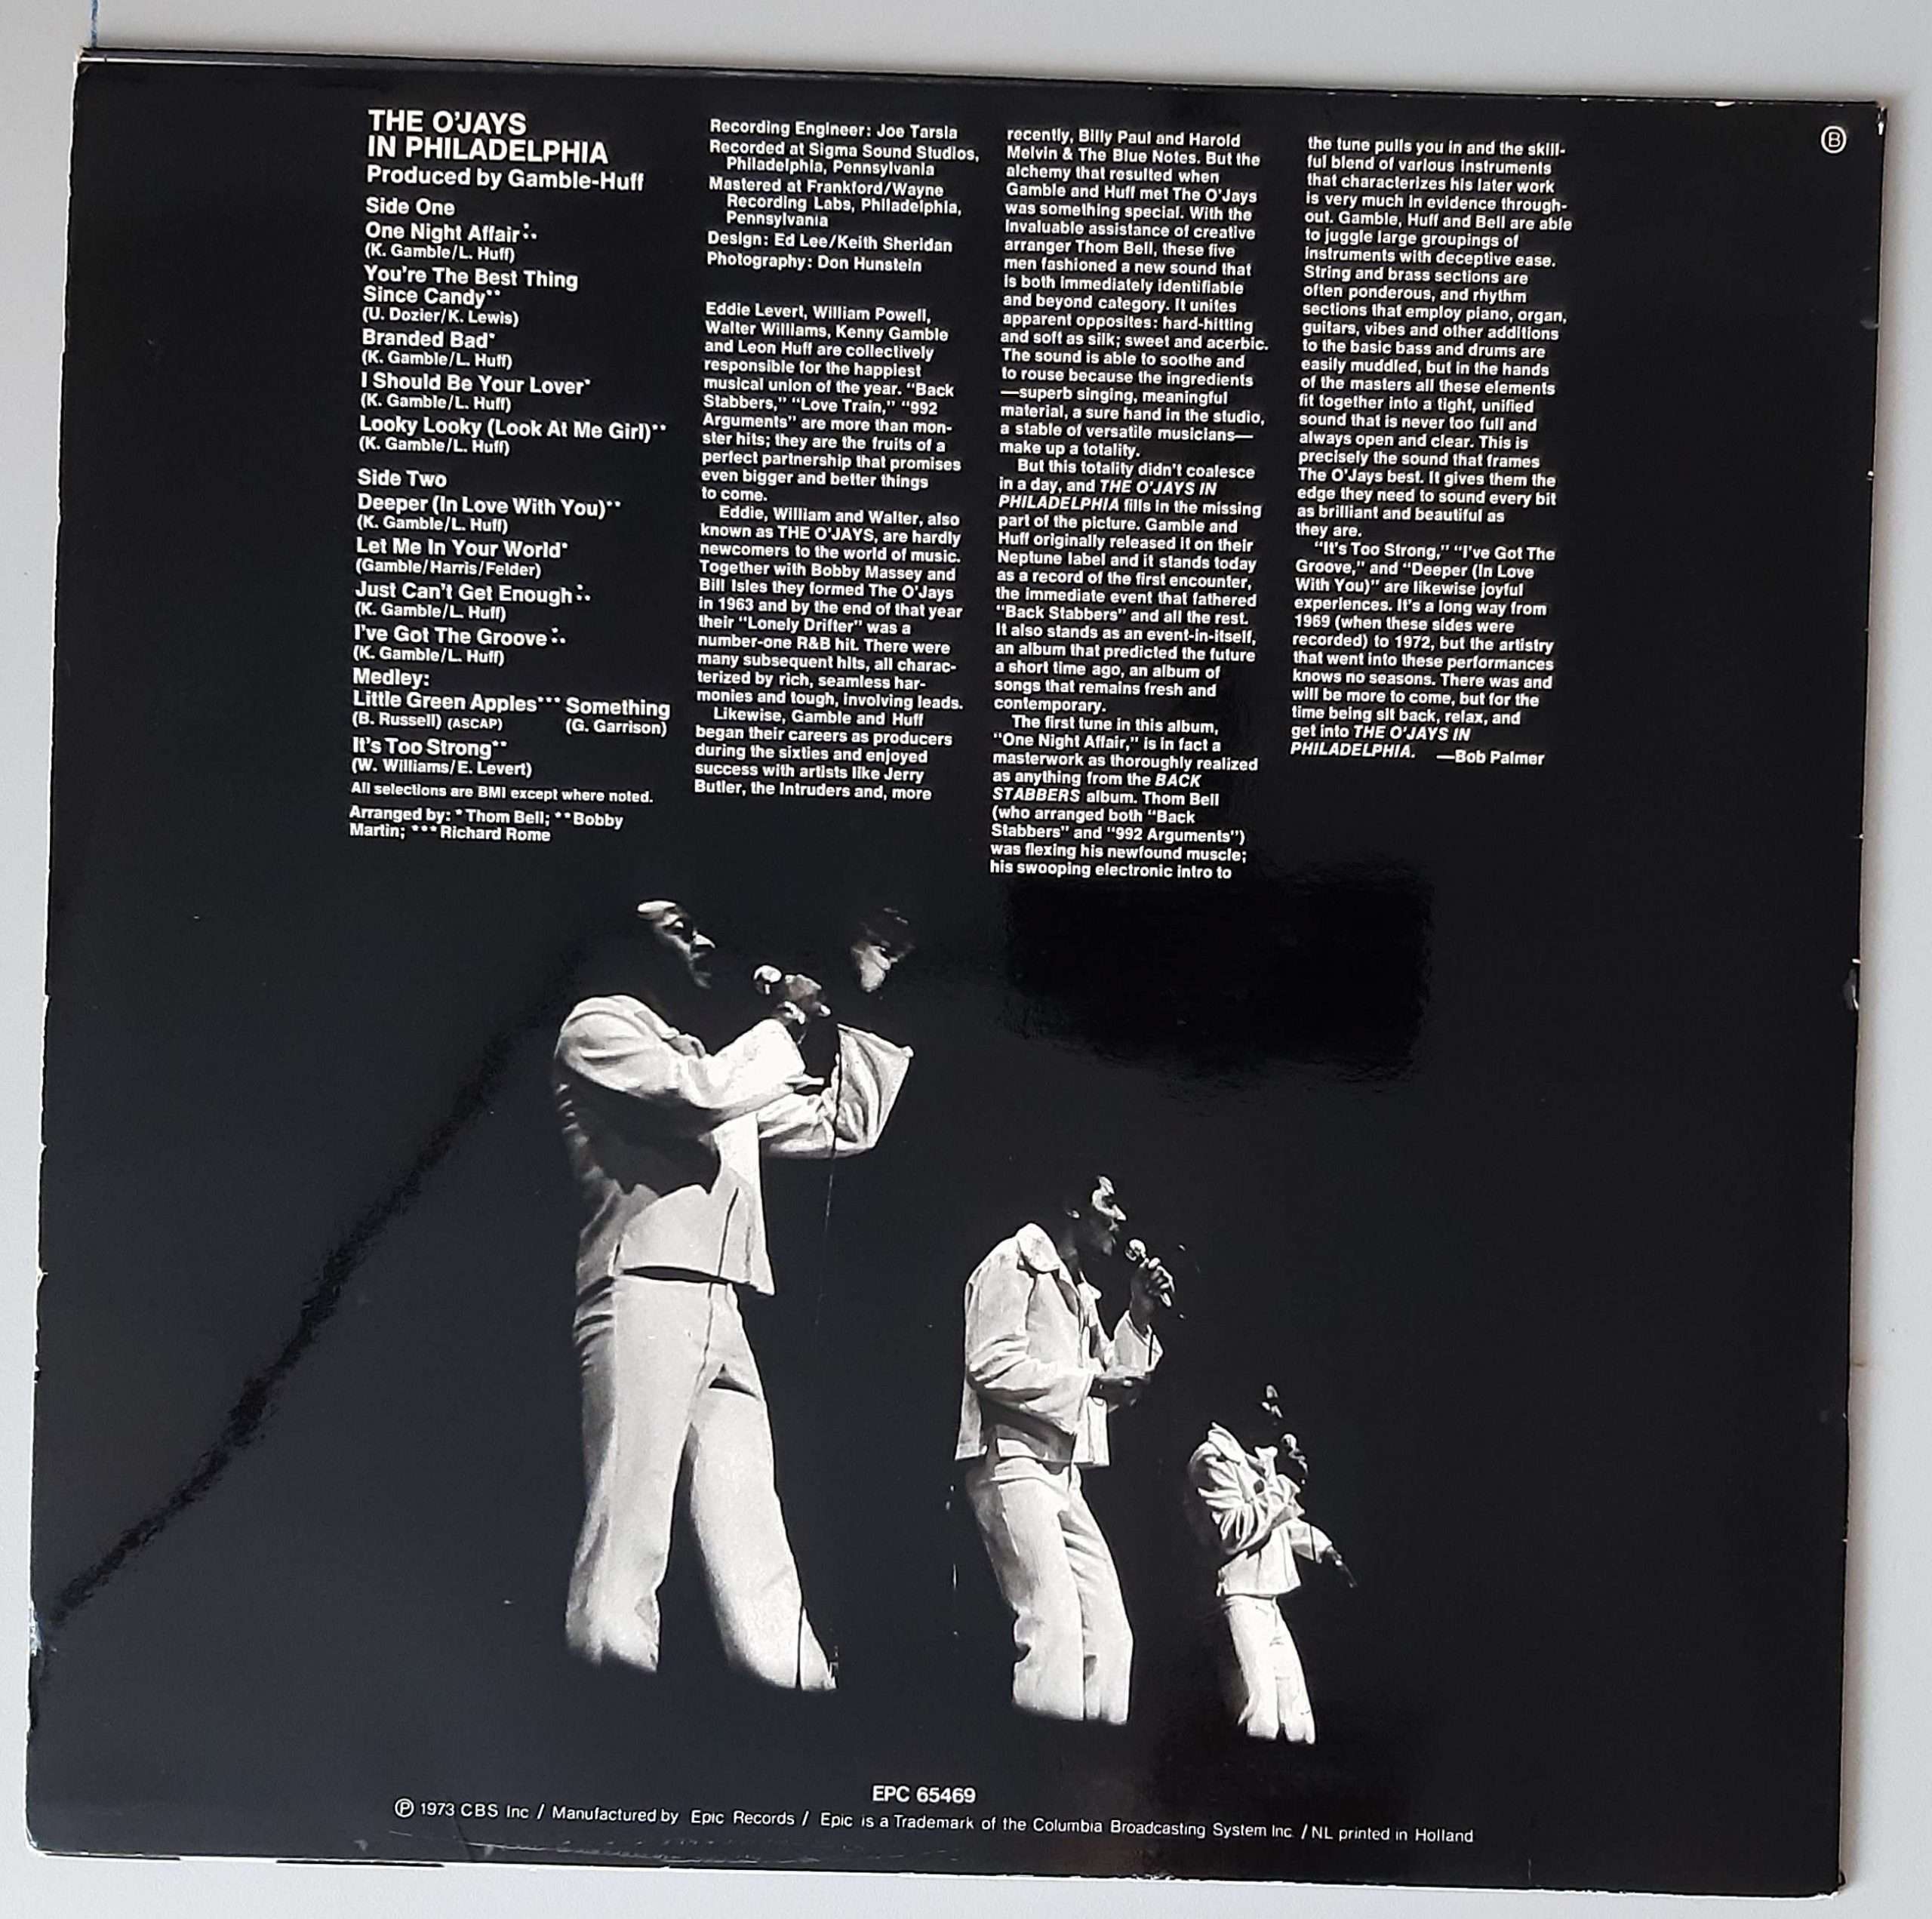 THE O'JAYS
IN PHILADELPHIA
Produced by Gamble-Huff
Side One
One Night Affair⁖
(K. Gamble/L. Huff)
You're The Best Thing
Since Candy**
(U. Dozier/K. Lewis)
Branded Bad*
(K. Gamble/L. Huff)
I Should Be Your Lover*
(K. Gamble/L. Huff)
Looky Looky (Look At Me Girl)**
(K. Gamble/L. Huff)
Side Two
Deeper (In Love With You)**
(K. Gamble/L. Huff)
Let Me In Your World*
(Gamble/Harris/Felder)
Just Can't Get Enough⁖
(K. Gamble/L. Huff)
I've Got The Groove⁖
(K. Gamble/L. Huff)
Medley:
Little Green Apples*** Something
(B. Russell) (ASCAP) (G. Garrison)
It's Too Strong**
(W. Williams/E. Levert)
All selections are BMI except where noted.
Arranged by: *Thom Bell; **Bobby
Martin; ***Richard Rome
Recording Engineer: Joe Tarsia
Recorded at Sigma Sound Studios,
Philadelphia, Pennsylvania
Mastered at Frankford/Wayne
Recording Labs, Philadelphia,
Pennsylvania
Design: Ed Lee/Keith Sheridan
Photography: Don Hunstein
Eddie Levert, William Powell,
Walter Williams, Kenny Gamble
and Leon Huff are collectively
responsible for the happiest
musical union of the year. "Back
Stabbers," "Love Train," "992
Arguments" are more than mon-
ster hits; they are the fruits of a
perfect partnership that promises
even bigger and better things
to come.
Eddie, William and Walter, also
known as THE O'JAYS, are hardly
newcomers to the world of music.
Together with Bobby Massey and
Bill Isles they formed The O'Jays
in 1963 and by the end of that year
their "Lonely Drifter" was a
number-one R&B hit. There were
many subsequent hits, all charac-
terized by rich, seamless har-
monies and tough, involving leads.
Likewise, Gamble and Huff
began their careers as producers
during the sixties and enjoyed
success with artists like Jerry
Butler, the Intruders and, more
recently, Billy Paul and Harold
Melvin & The Blue Notes. But the
alchemy that resulted when
Gamble and Huff met The O'Jays
was something special. With the
invaluable assistance of creative
arranger Thom Bell, these five
men fashioned a new sound that
is both immediately identifiable
and beyond category. It unites
apparent opposites: hard-hitting
and soft as silk; sweet and acerbic.
The sound is able to soothe and
to rouse because the ingredients
—superb singing, meaningful
material, a sure hand in the studio,
a stable of versatile musicians—
make up a totality.
But this totality didn't coalesce
in a day, and THE O'JAYS IN
PHILADELPHIA fills in the missing
part of the picture. Gamble and
Huff originally released it on their
Neptune label and it stands today
as a record of the first encounter,
the immediate event that fathered
"Back Stabbers" and all the rest.
It also stands as an event-in-itself,
an album that predicted the future
a short time ago, an album of
songs that remains fresh and
contemporary.
The first tune in this album,
"One Night Affair," is in fact a
masterwork as thoroughly realized
as anything from the BACK
STABBERS album. Thom Bell
(who arranged both "Back
Stabbers" and "992 Arguments")
was flexing his newfound muscle;
his swooping electronic intro to
the tune pulls you in and the skill-
ful blend of various instruments
that characterizes his later work
is very much in evidence through-
out. Gamble, Huff and Bell are able
to juggle large groupings of
instruments with deceptive ease.
String and brass sections are
often ponderous, and rhythm
sections that employ piano, organ,
guitars, vibes and other additions
to the basic bass and drums are
easily muddled, but in the hands
of the masters all these elements
fit together into a tight, unified
sound that is never too full and
always open and clear. This is
precisely the sound that frames
The O'Jays best. It gives them the
edge they need to sound every bit
as brilliant and beautiful as
they are.
"It's Too Strong," "I've Got The
Groove," and "Deeper (In Love
With You)" are likewise joyful
experiences. It's a long way from
1969 (when these sides were
recorded) to 1972, but the artistry
that went into these performances
knows no seasons. There was and
will be more to come, but for the
time being sit back, relax, and
get into THE O'JAYS IN
PHILADELPHIA. —Bob Palmer
Ⓑ
EPC 65469
Ⓟ 1973 CBS Inc / Manufactured by Epic Records / Epic is a Trademark of the Columbia Broadcasting System Inc. / NL printed in Holland